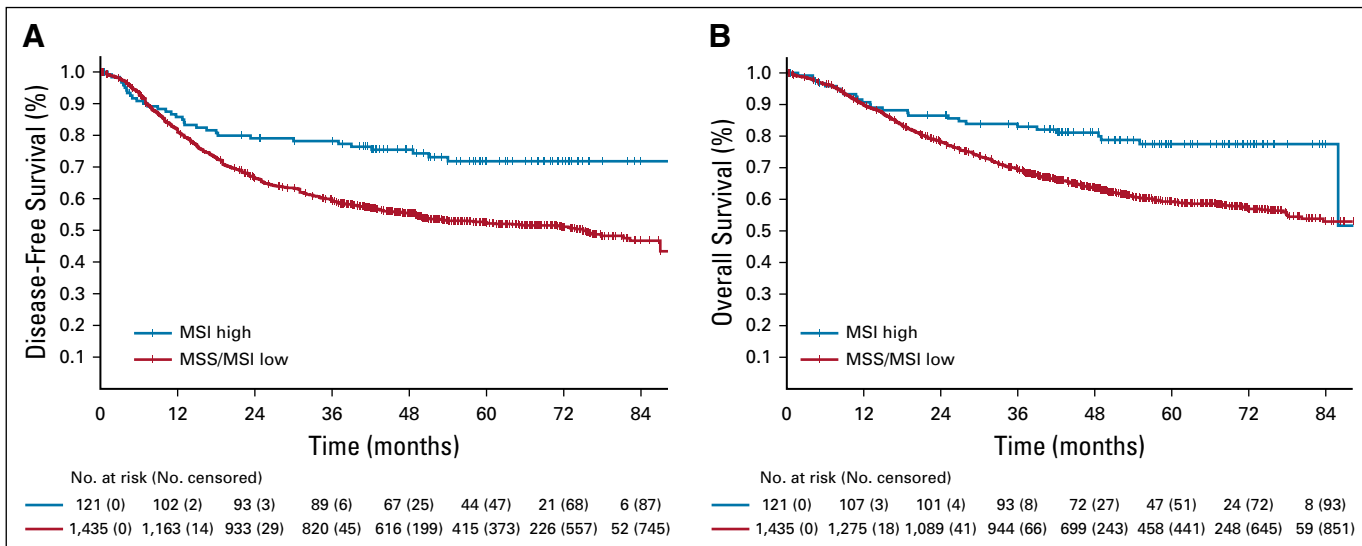 A
Disease-Free Survival (%)
1.0
0.9
0.8
0.7
0.6
0.5
0.4
0.3
0.2
0.1
MSI high
MSS/MSI low
0 12 24 36 48 60 72 84
Time (months)
No. at risk (No. censored)
121 (0) 102 (2) 93 (3) 89 (6) 67 (25) 44 (47) 21 (68) 6 (87)
1,435 (0) 1,163 (14) 933 (29) 820 (45) 616 (199) 415 (373) 226 (557) 52 (745)
B
Overall Survival (%)
1.0
0.9
0.8
0.7
0.6
0.5
0.4
0.3
0.2
0.1
MSI high
MSS/MSI low
0 12 24 36 48 60 72 84
Time (months)
No. at risk (No. censored)
121 (0) 107 (3) 101 (4) 93 (8) 72 (27) 47 (51) 24 (72) 8 (93)
1,435 (0) 1,275 (18) 1,089 (41) 944 (66) 699 (243) 458 (441) 248 (645) 59 (851)